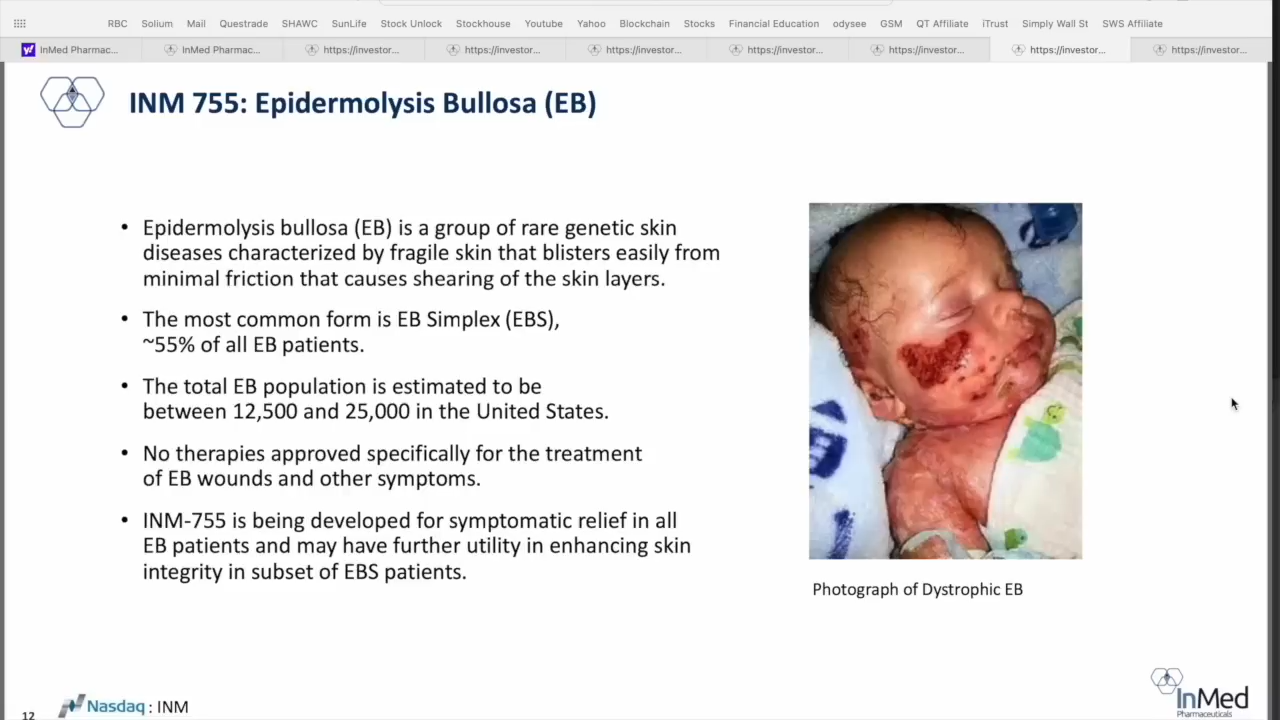 RBC Solium Mail Questrade SHAWC SunLife Stock Unlock Stockhouse Youtube Yahoo Blockchain Stocks Financial Education odysee GSM QT Affiliate iTrust Simply Wall St SWS Affiliate
InMed Pharmac... InMed Pharmac... https://investor... https://investor... https://investor... https://investor... https://investor... https://investor... https://investor...
INM 755: Epidermolysis Bullosa (EB)
• Epidermolysis bullosa (EB) is a group of rare genetic skin
diseases characterized by fragile skin that blisters easily from
minimal friction that causes shearing of the skin layers.
• The most common form is EB Simplex (EBS),
~55% of all EB patients.
• The total EB population is estimated to be
between 12,500 and 25,000 in the United States.
• No therapies approved specifically for the treatment
of EB wounds and other symptoms.
• INM-755 is being developed for symptomatic relief in all
EB patients and may have further utility in enhancing skin
integrity in subset of EBS patients.
Photograph of Dystrophic EB
12
Nasdaq : INM
InMed
Pharmaceuticals